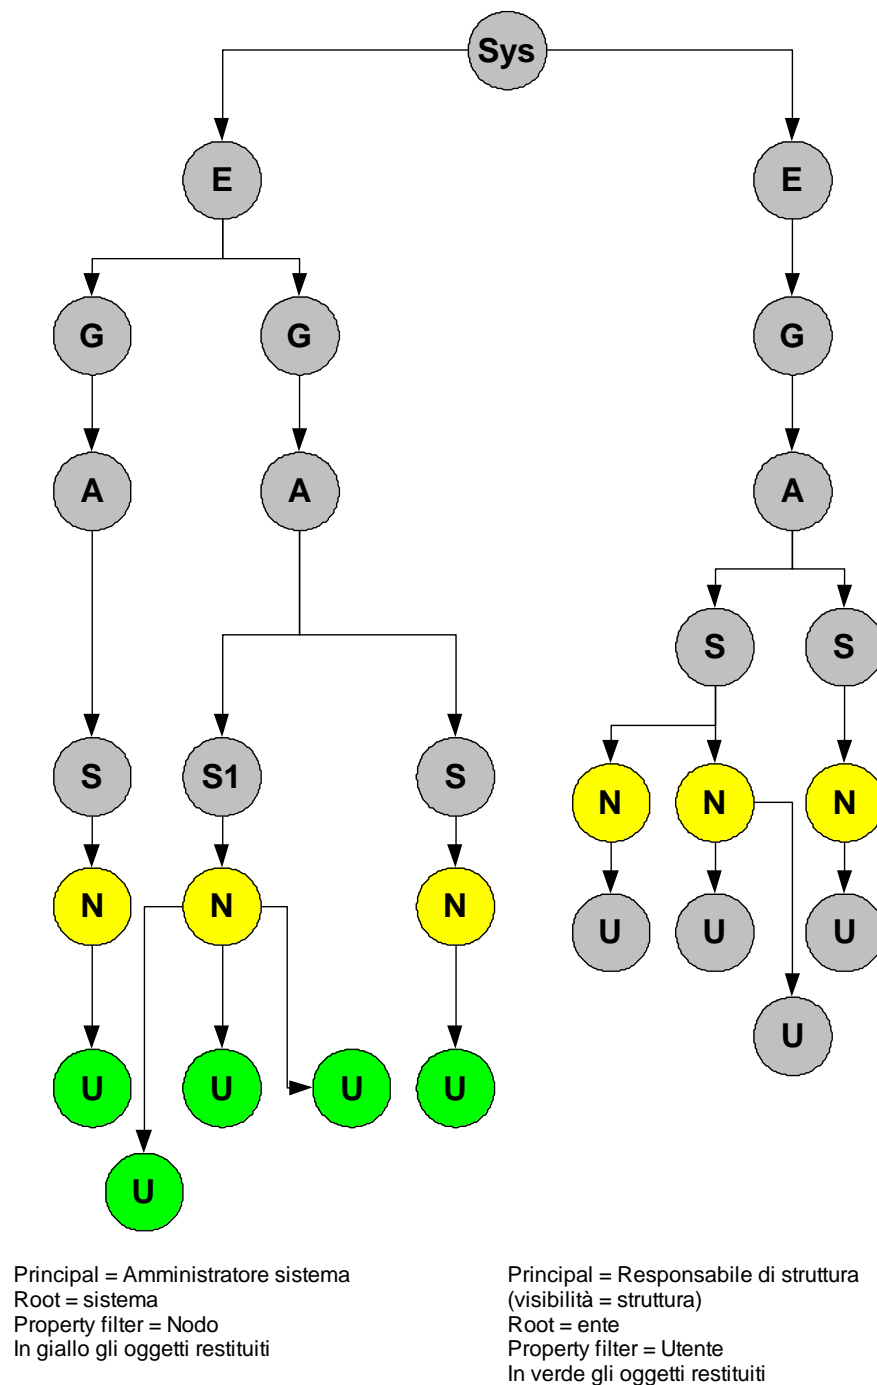 Sys
E
E
G
G
G
A
A
A
S
S
S
S1
S
N
N
N
N
N
N
U
U
U
U
U
U
U
U
U
Principal = Amministratore sistema
Root = sistema
Property filter = Nodo
In giallo gli oggetti restituiti
Principal = Responsabile di struttura
(visibilità = struttura)
Root = ente
Property filter = Utente
In verde gli oggetti restituiti